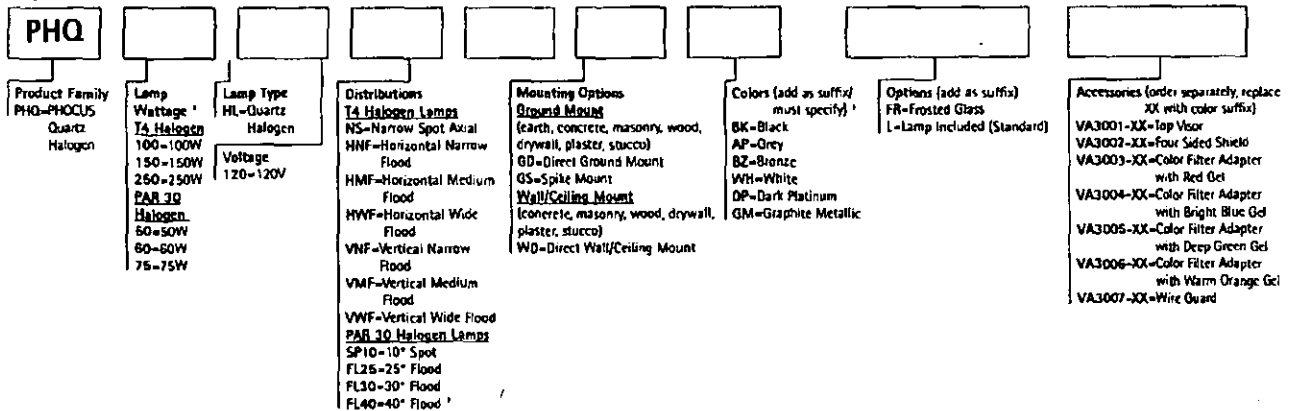 PHQ
Product Family
PHQ=PHOCUS
Quartz
Halogen
Lamp
Wattage ¹
T4 Halogen
100=100W
150=150W
250=250W
PAR 30
Halogen
50=50W
60=60W
75=75W
Lamp Type
HL=Quartz
Halogen
Voltage
120=120V
Distributions
T4 Halogen Lamps
NS=Narrow Spot Axial
HNF=Horizontal Narrow
Flood
HMF=Horizontal Medium
Flood
HWF=Horizontal Wide
Flood
VNF=Vertical Narrow
Flood
VMF=Vertical Medium
Flood
VWF=Vertical Wide Flood
PAR 30 Halogen Lamps
SP10=10° Spot
FL25=25° Flood
FL30=30° Flood
FL40=40° Flood
Mounting Options
Ground Mount
(earth, concrete, masonry, wood,
drywall, plaster, stucco)
GD=Direct Ground Mount
GS=Spike Mount
Wall/Ceiling Mount
(concrete, masonry, wood, drywall,
plaster, stucco)
WD=Direct Wall/Ceiling Mount
Colors (add as suffix/
must specify)
BK=Black
AP=Grey
BZ=Bronze
WH=White
DP=Dark Platinum
GM=Graphite Metallic
Options (add as suffix)
FR=Frosted Glass
L=Lamp Included (Standard)
Accessories (order separately, replace
XX with color suffix)
VA3001-XX=Top Visor
VA3002-XX=Four Sided Shield
VA3003-XX=Color Filter Adapter
with Red Gel
VA3004-XX=Color Filter Adapter
with Bright Blue Gel
VA3005-XX=Color Filter Adapter
with Deep Green Gel
VA3006-XX=Color Filter Adapter
with Warm Orange Gel
VA3007-XX=Wire Guard